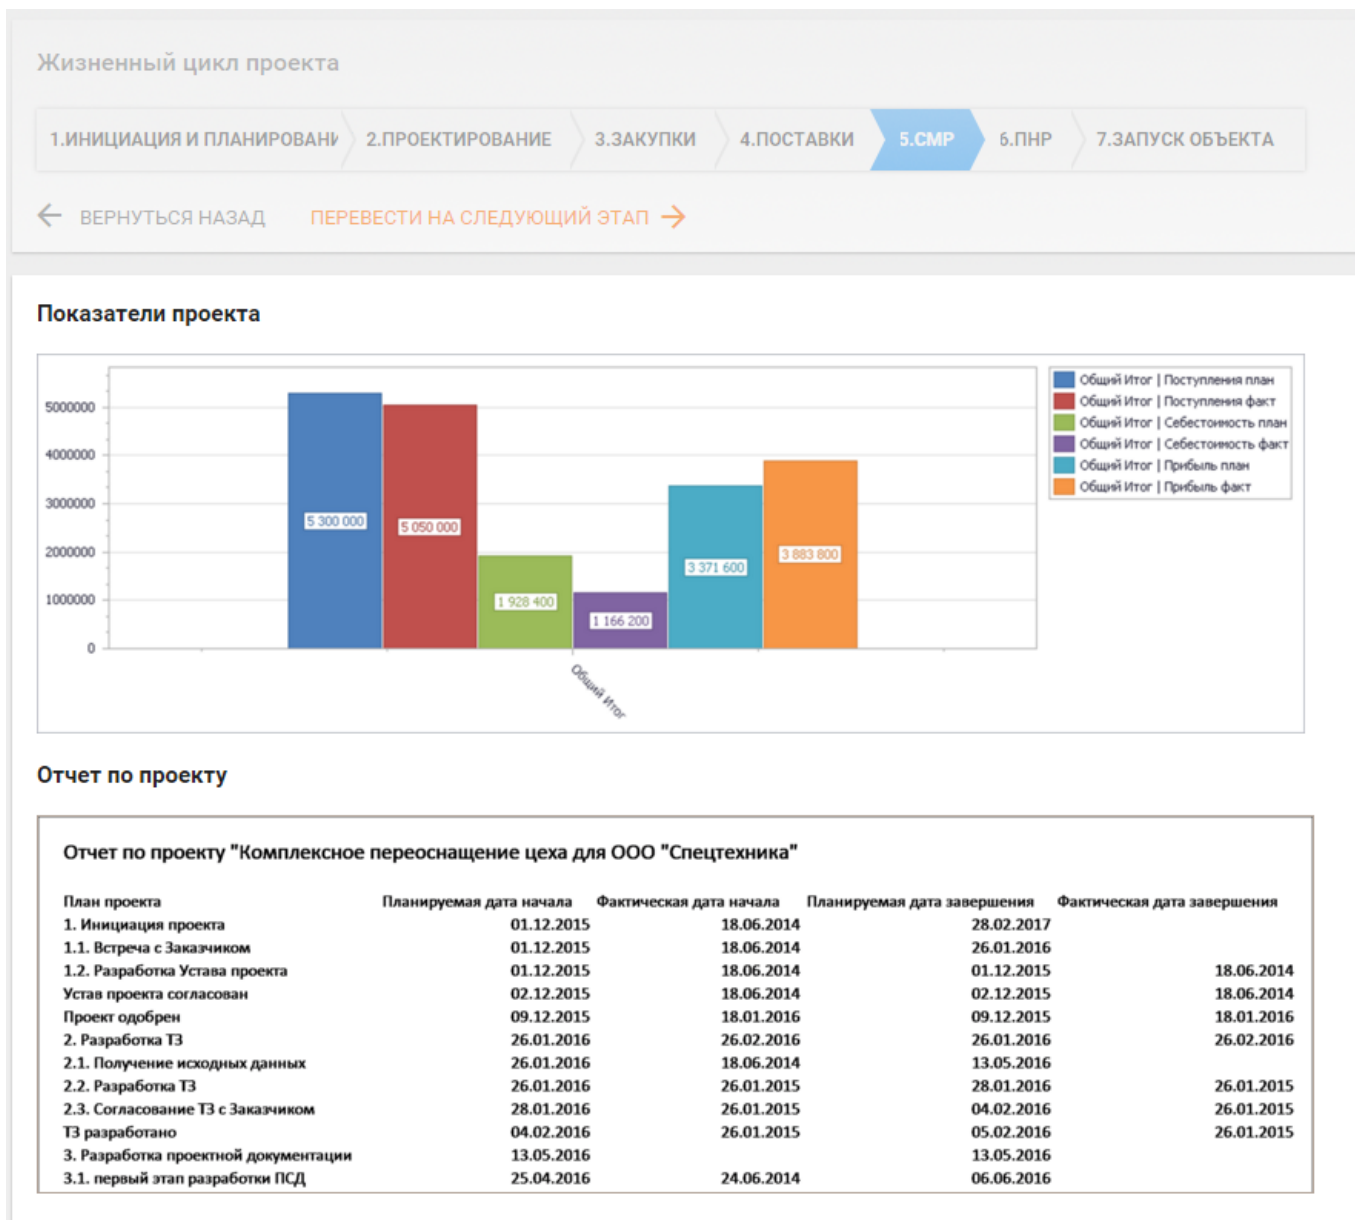 Жизненный цикл проекта
1.ИНИЦИАЦИЯ И ПЛАНИРОВАНИ 2.ПРОЕКТИРОВАНИЕ 3.ЗАКУПКИ 4.ПОСТАВКИ 5.СМР 6.ПНР 7.ЗАПУСК ОБЪЕКТА
ВЕРНУТЬСЯ НАЗАД ПЕРЕВЕСТИ НА СЛЕДУЮЩИЙ ЭТАП
Показатели проекта
5000000
4000000
3000000
2000000
1000000
0
5 300 000
5 050 000
1 928 400
1 166 200
3 371 600
3 883 800
Общий Итог
Общий Итог | Поступления план
Общий Итог | Поступления факт
Общий Итог | Себестоимость план
Общий Итог | Себестоимость факт
Общий Итог | Прибыль план
Общий Итог | Прибыль факт
Отчет по проекту
Отчет по проекту "Комплексное переоснащение цеха для ООО "Спецтехника"
План проекта Планируемая дата начала Фактическая дата начала Планируемая дата завершения Фактическая дата завершения
1. Инициация проекта 01.12.2015 18.06.2014 28.02.2017
1.1. Встреча с Заказчиком 01.12.2015 18.06.2014 26.01.2016
1.2. Разработка Устава проекта 01.12.2015 18.06.2014 01.12.2015 18.06.2014
Устав проекта согласован 02.12.2015 18.06.2014 02.12.2015 18.06.2014
Проект одобрен 09.12.2015 18.01.2016 09.12.2015 18.01.2016
2. Разработка ТЗ 26.01.2016 26.02.2016 26.01.2016 26.02.2016
2.1. Получение исходных данных 26.01.2016 18.06.2014 13.05.2016
2.2. Разработка ТЗ 26.01.2016 26.01.2015 28.01.2016 26.01.2015
2.3. Согласование ТЗ с Заказчиком 28.01.2016 26.01.2015 04.02.2016 26.01.2015
ТЗ разработано 04.02.2016 26.01.2015 05.02.2016 26.01.2015
3. Разработка проектной документации 13.05.2016 13.05.2016
3.1. первый этап разработки ПСД 25.04.2016 24.06.2014 06.06.2016